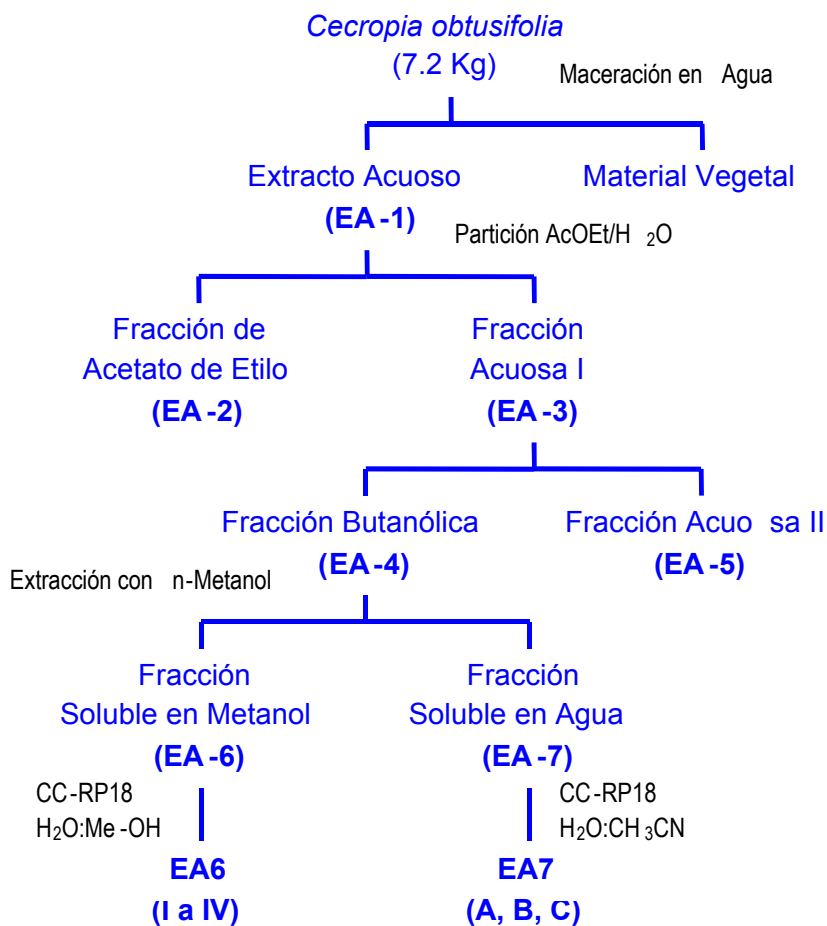 Cecropia obtusifolia
(7.2 Kg)
Maceración en Agua
Extracto Acuoso
(EA -1)
Material Vegetal
Partición AcOEt/H 2O
Fracción de
Acetato de Etilo
(EA -2)
Fracción
Acuosa I
(EA -3)
Fracción Butanólica
(EA -4)
Fracción Acuo sa II
(EA -5)
Extracción con n-Metanol
Fracción
Soluble en Metanol
(EA -6)
Fracción
Soluble en Agua
(EA -7)
CC-RP18
H2O:Me -OH
CC-RP18
H2O:CH 3CN
EA6
(I a IV)
EA7
(A, B, C)